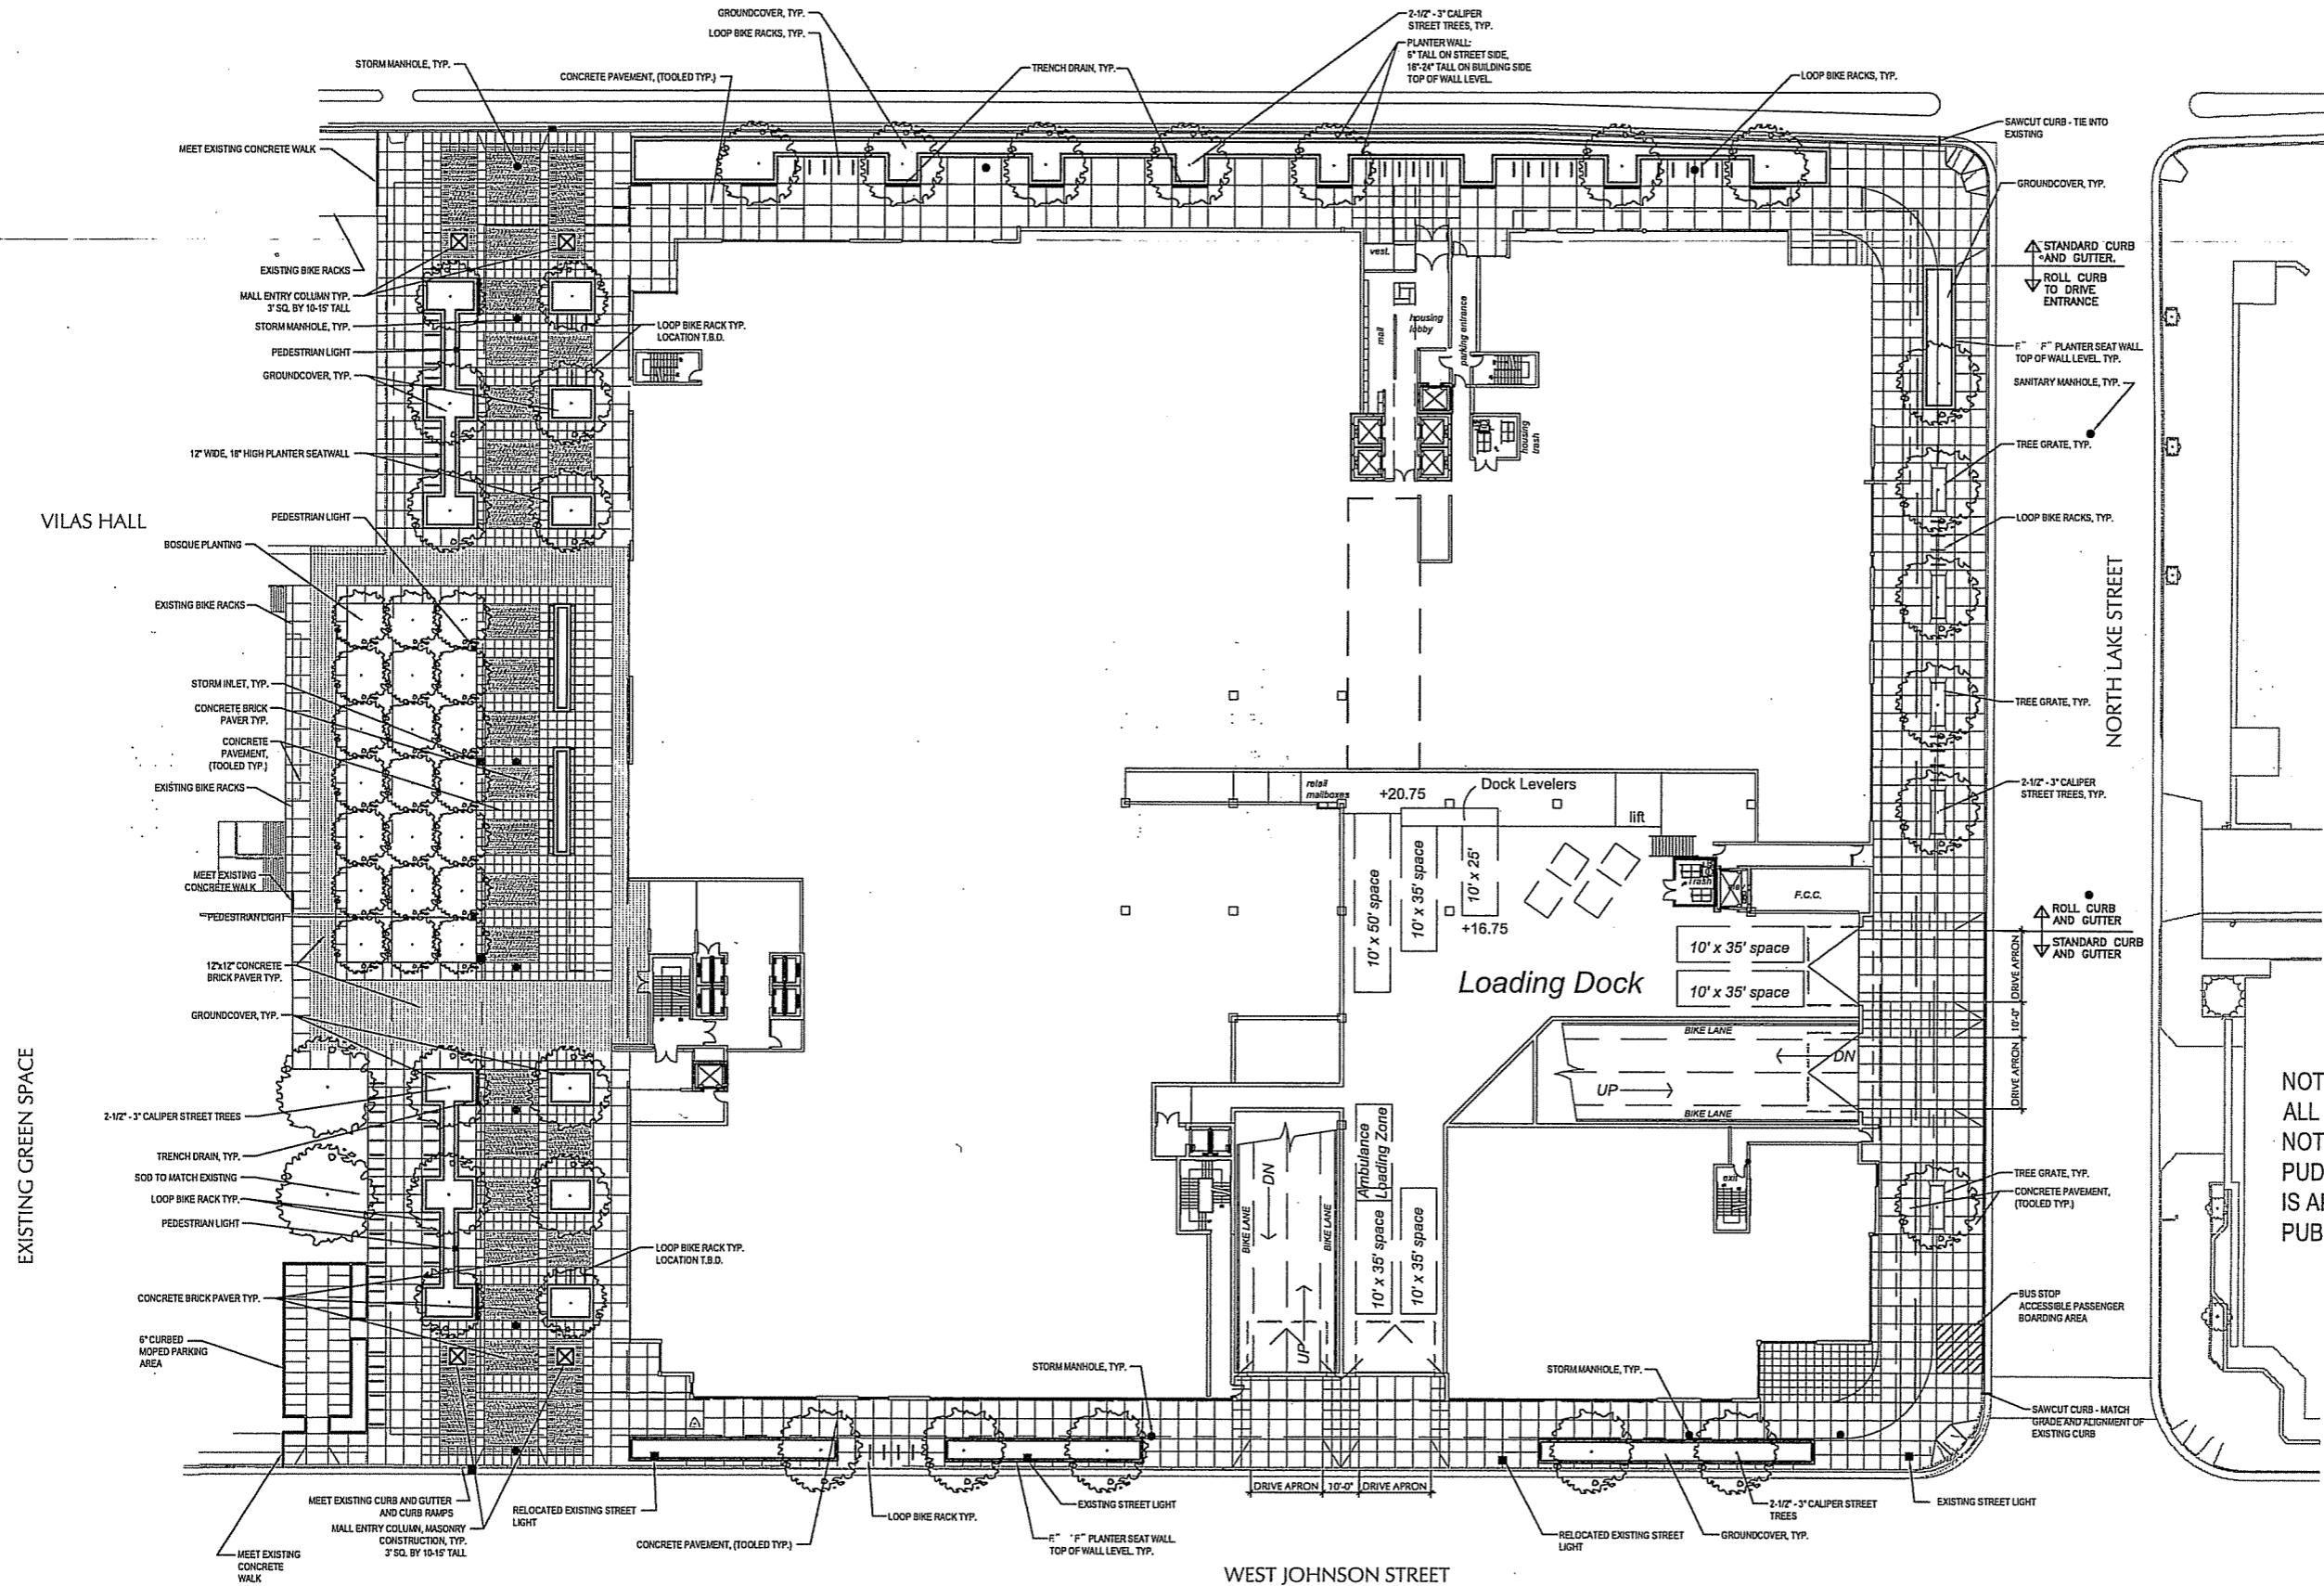 GROUNDCOVER, TYP.
LOOP BIKE RACKS, TYP.
2-1/2" - 3" CALIPER
STREET TREES, TYP.
PLANTER WALL:
6" TALL ON STREET SIDE,
18"-24" TALL ON BUILDING SIDE
TOP OF WALL LEVEL.
STORM MANHOLE, TYP.
CONCRETE PAVEMENT, (TOOLED TYP.)
TRENCH DRAIN, TYP.
LOOP BIKE RACKS, TYP.
SAWCUT CURB - TIE INTO
EXISTING
MEET EXISTING CONCRETE WALK
GROUNDCOVER, TYP.
STANDARD CURB
AND GUTTER.
ROLL CURB
TO DRIVE
ENTRANCE
EXISTING BIKE RACKS
MALL ENTRY COLUMN TYP.
3' SQ. BY 10-15' TALL
STORM MANHOLE, TYP.
LOOP BIKE RACK TYP.
LOCATION T.B.D.
PEDESTRIAN LIGHT
GROUNDCOVER, TYP.
vest.
housing
lobby
mail
parking entrance
housing
trash
PLANTER SEAT WALL
TOP OF WALL LEVEL. TYP.
SANITARY MANHOLE, TYP.
TREE GRATE, TYP.
12" WIDE, 18" HIGH PLANTER SEATWALL
LOOP BIKE RACKS, TYP.
VILAS HALL
PEDESTRIAN LIGHT
BOSQUE PLANTING
NORTH LAKE STREET
EXISTING BIKE RACKS
STORM INLET, TYP.
CONCRETE BRICK
PAVER TYP.
TREE GRATE, TYP.
CONCRETE
PAVEMENT,
(TOOLED TYP.)
EXISTING BIKE RACKS
2-1/2" - 3" CALIPER
STREET TREES, TYP.
retail
mailboxes
+20.75
Dock Levelers
lift
10' x 50' space
10' x 35' space
10' x 25'
+16.75
Trash
F.C.C.
MEET EXISTING
CONCRETE WALK
PEDESTRIAN LIGHT
ROLL CURB
AND GUTTER
STANDARD CURB
AND GUTTER
12"x12" CONCRETE
BRICK PAVER TYP.
10' x 35' space
10' x 35' space
Loading Dock
DRIVE APRON
10'-0"
DRIVE APRON
GROUNDCOVER, TYP.
BIKE LANE
DN
UP
BIKE LANE
EXISTING GREEN SPACE
NOT
ALL
NOT
PUD
PUB
2-1/2" - 3" CALIPER STREET TREES
TRENCH DRAIN, TYP.
SOD TO MATCH EXISTING
LOOP BIKE RACK TYP.
PEDESTRIAN LIGHT
LOOP BIKE RACK TYP.
LOCATION T.B.D.
DN
BIKE LANE
BIKE LANE
UP
Ambulance
Loading Zone
10' x 35' space
10' x 35' space
exit
TREE GRATE, TYP.
CONCRETE PAVEMENT,
(TOOLED TYP.)
CONCRETE BRICK PAVER TYP.
6" CURBED
MOPED PARKING
AREA
BUS STOP
ACCESSIBLE PASSENGER
BOARDING AREA
STORM MANHOLE, TYP.
STORM MANHOLE, TYP.
SAWCUT CURB - MATCH
GRADE AND ALIGNMENT OF
EXISTING CURB
DRIVE APRON 10'-0" DRIVE APRON
MEET EXISTING CURB AND GUTTER
AND CURB RAMPS
MALL ENTRY COLUMN, MASONRY
CONSTRUCTION, TYP.
3' SQ. BY 10-15' TALL
RELOCATED EXISTING STREET
LIGHT
CONCRETE PAVEMENT, (TOOLED TYP.)
LOOP BIKE RACK TYP.
EXISTING STREET LIGHT
PLANTER SEAT WALL
TOP OF WALL LEVEL. TYP.
RELOCATED EXISTING STREET
LIGHT
2-1/2" - 3" CALIPER STREET
TREES
GROUNDCOVER, TYP.
EXISTING STREET LIGHT
MEET EXISTING
CONCRETE
WALK
WEST JOHNSON STREET